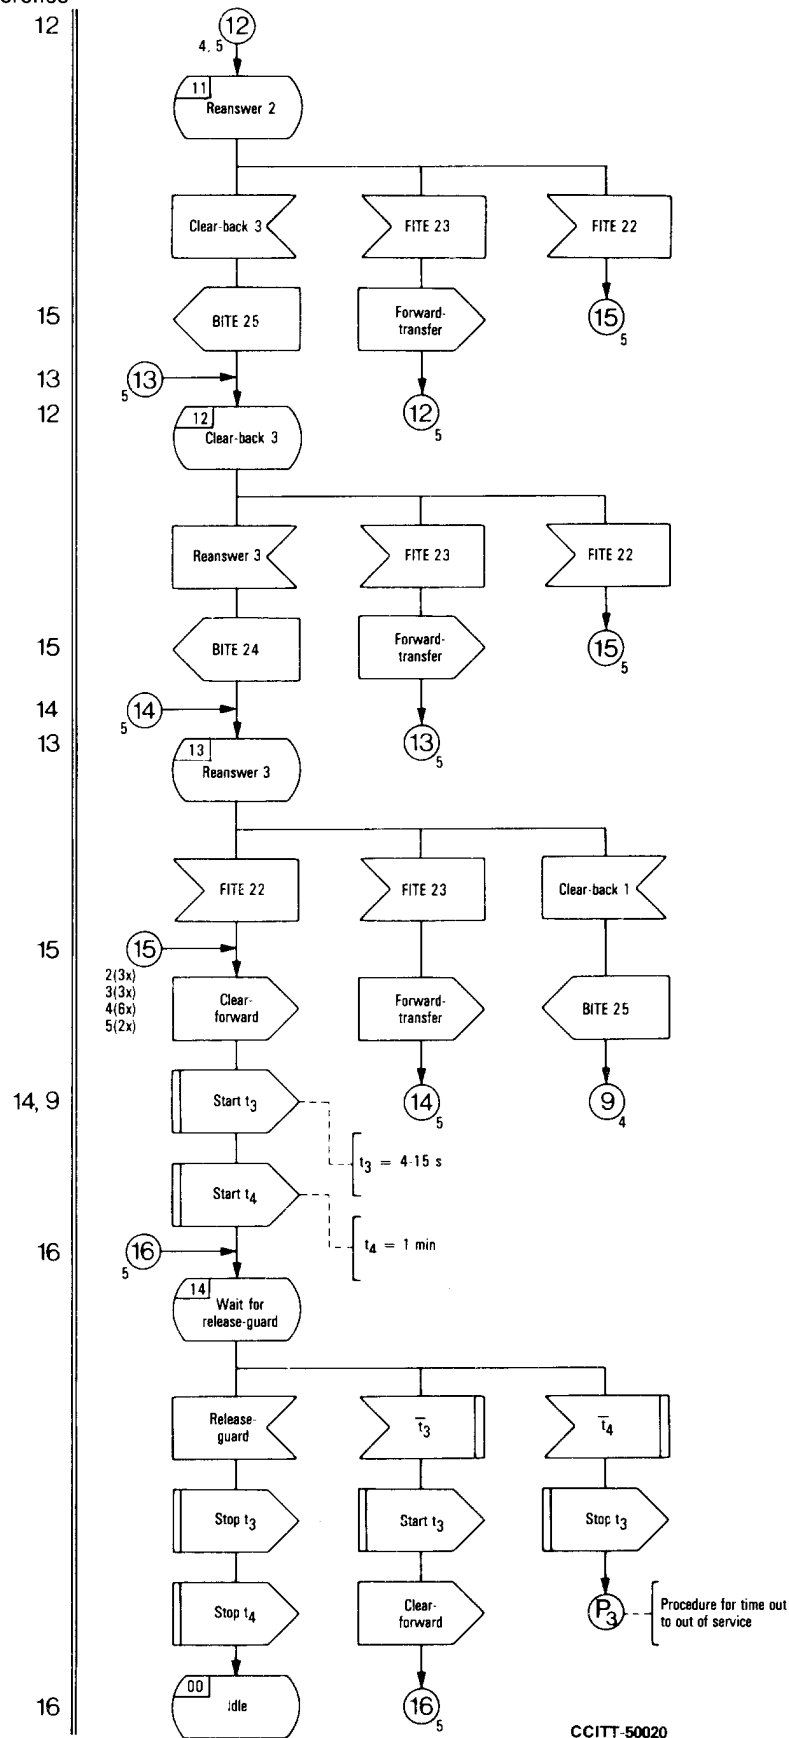 12
12
4, 5
11
Reanswer 2
Clear-back 3
FITE 23
FITE 22
15
BITE 25
Forward-
transfer
15
5
13
13
5
12
5
12
12
Clear-back 3
Reanswer 3
FITE 23
FITE 22
15
BITE 24
Forward-
transfer
15
5
14
14
5
13
13
5
13
Reanswer 3
FITE 22
FITE 23
Clear-back 1
15
15
2(3x)
3(3x)
4(6x)
5(2x)
Clear-
forward
Forward-
transfer
BITE 25
14, 9
Start t3
14
5
9
4
t3 = 4-15 s
Start t4
t4 = 1 min
16
16
5
14
Wait for
release-guard
Release-
guard
t̅3
t̅4
Stop t3
Start t3
Stop t3
Stop t4
Clear-
forward
P3
Procedure for time out
to out of service
00
Idle
16
16
5
CCITT-50020